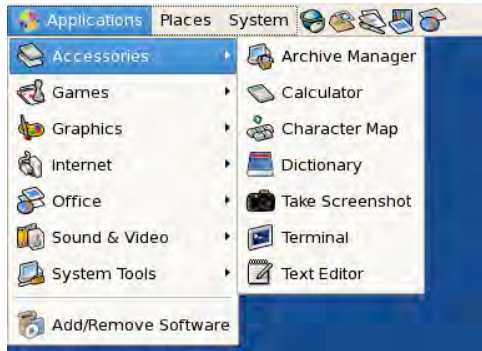 Applications Places System
Accessories
Games
Graphics
Internet
Office
Sound & Video
System Tools
Add/Remove Software
Archive Manager
Calculator
Character Map
Dictionary
Take Screenshot
Terminal
Text Editor